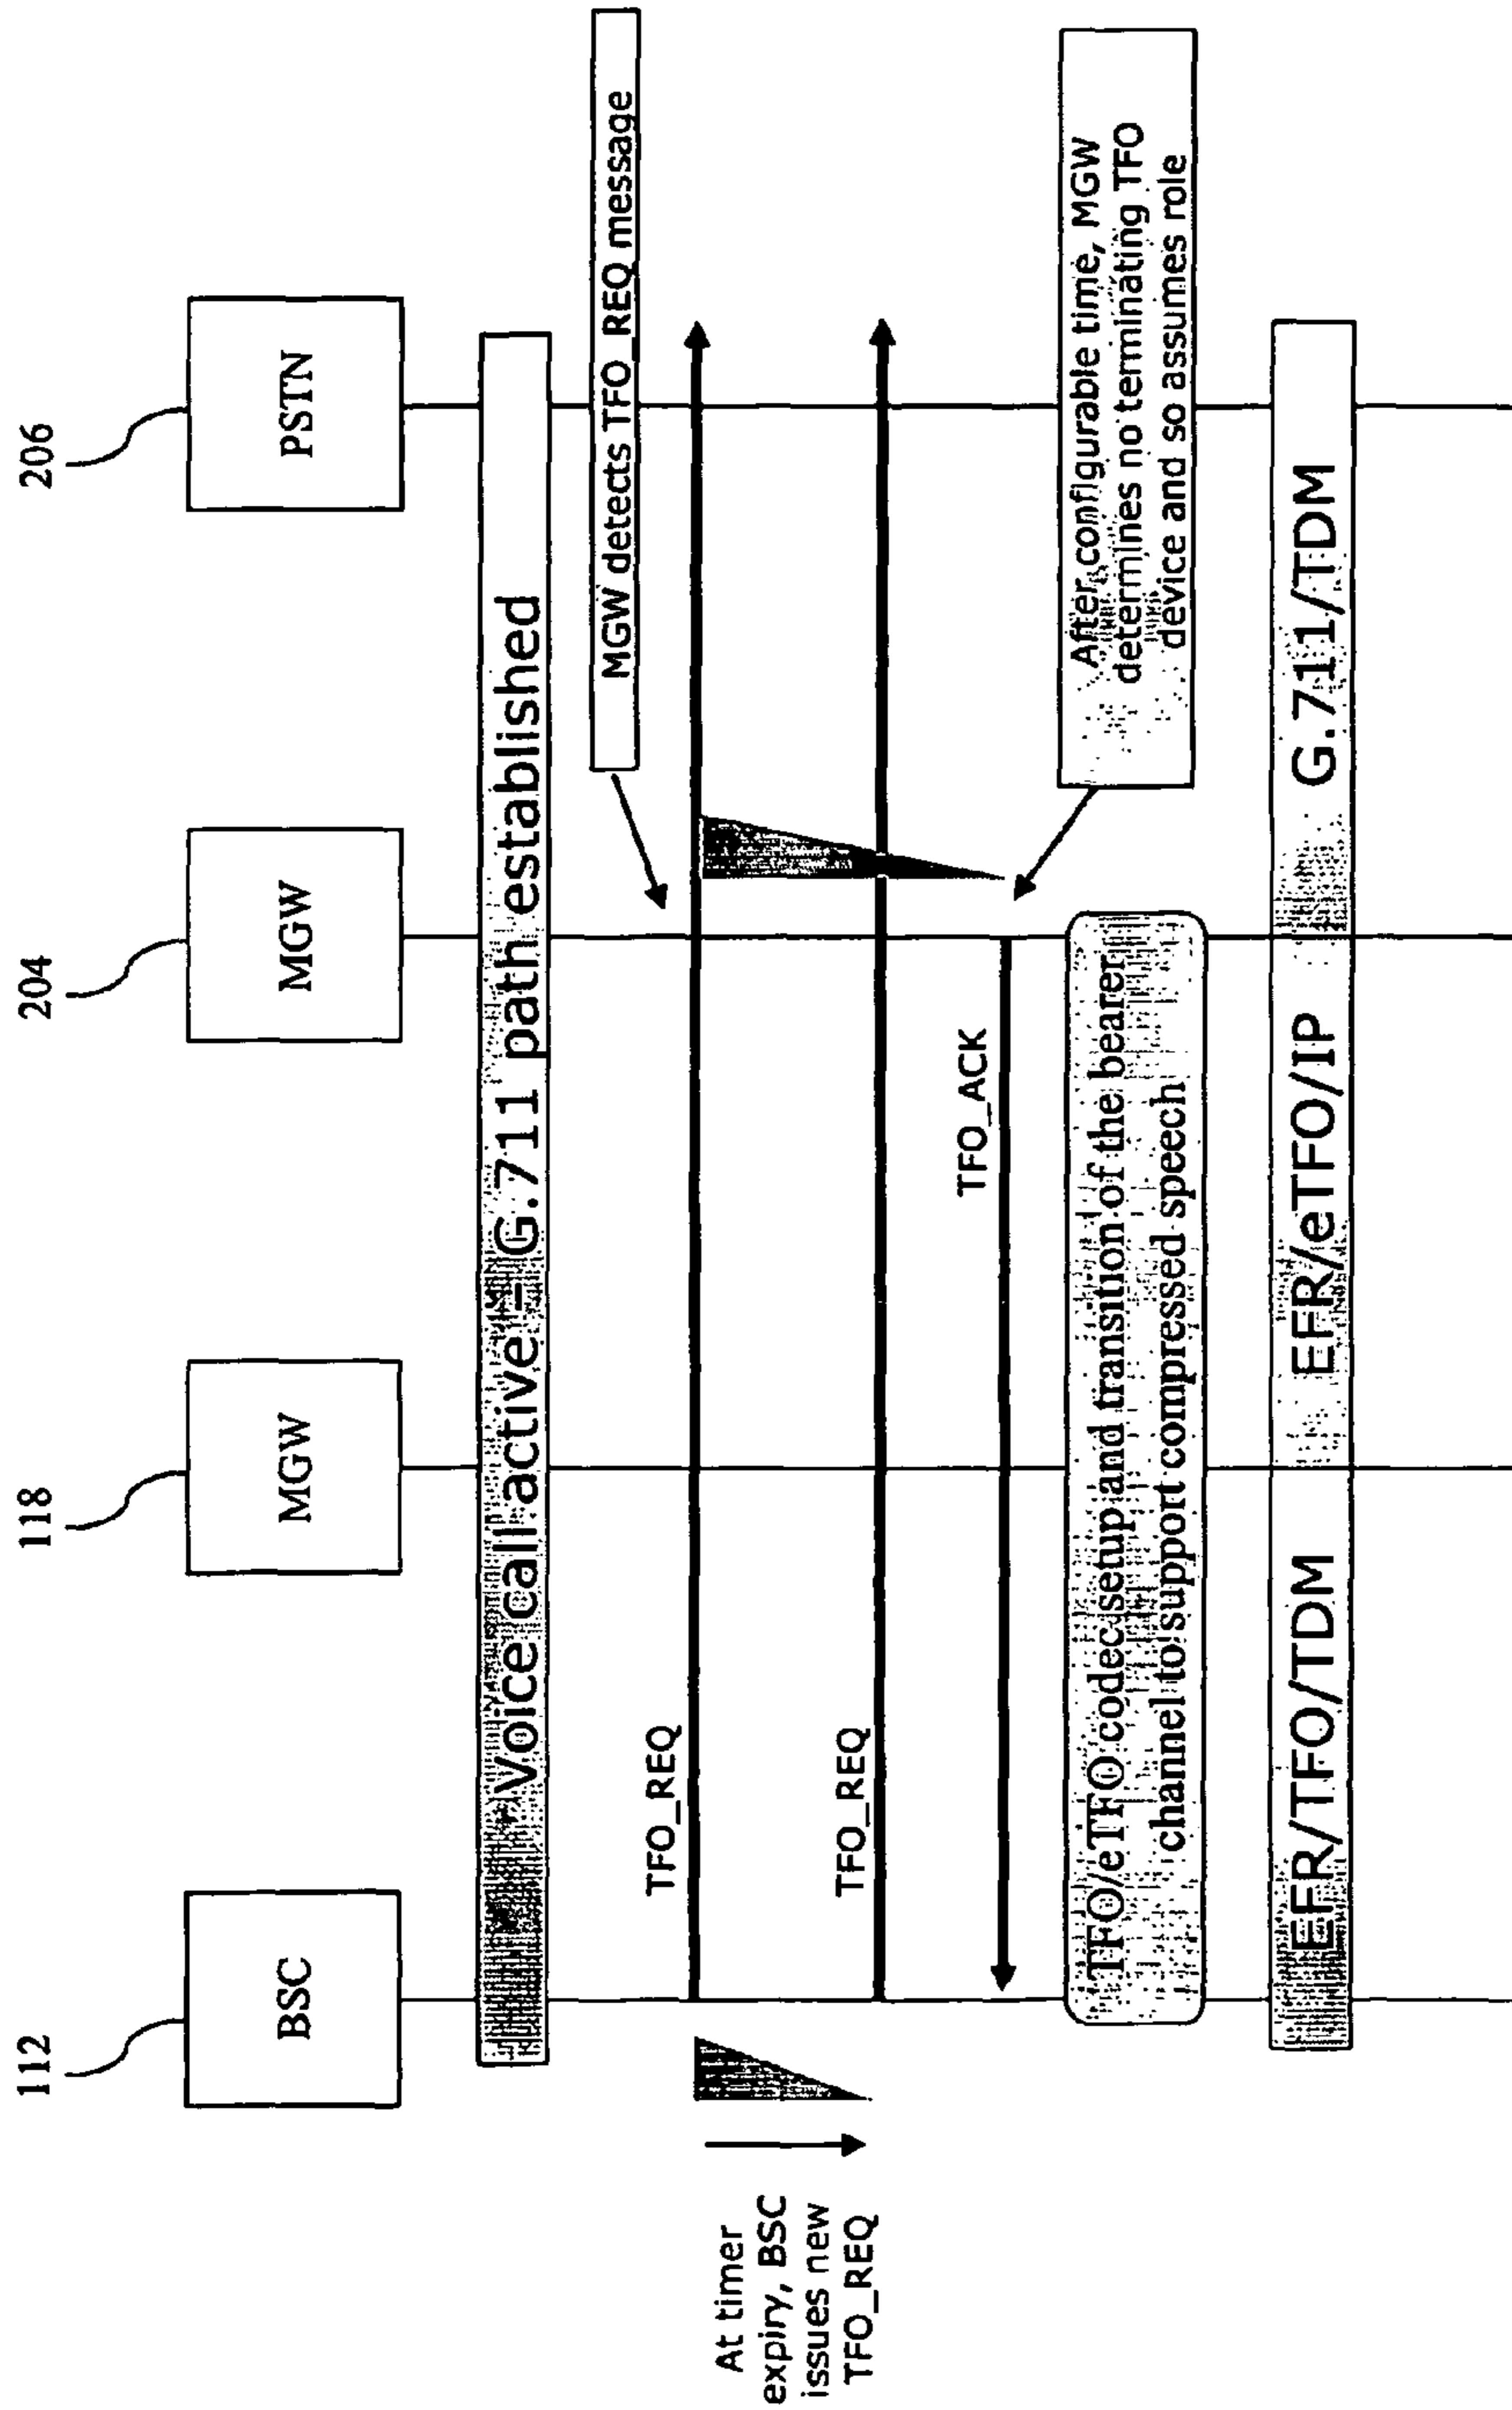 112
118
204
206
BSC
MGW
MGW
PSTN
Voice call active – G.711 path established
MGW detects TFO_REQ message
TFO_REQ
At timer
expiry, BSC
issues new
TFO_REQ
TFO_REQ
TFO_ACK
After configurable time, MGW
determines no terminating TFO
device and so assumes role
TFO/eTFO codec setup and transition of the bearer
channel to support compressed speech
EFR/TFO/TDM
EFR/eTFO/IP
G.711/TDM